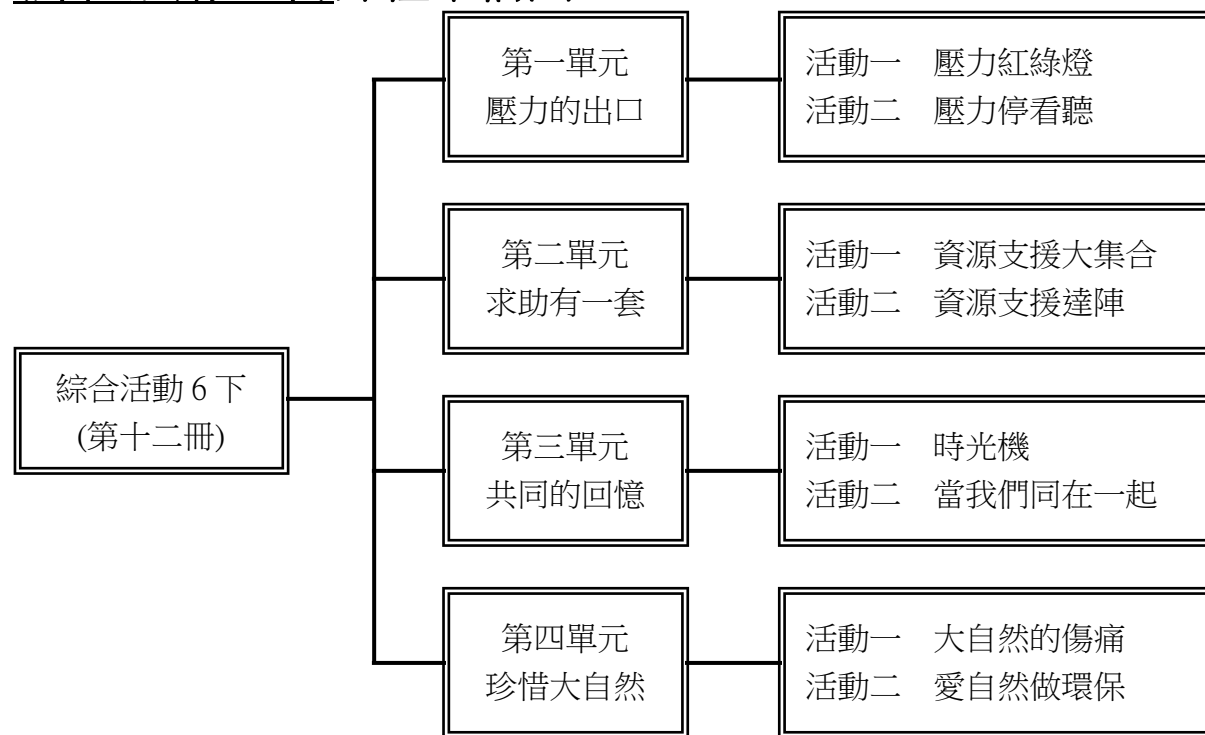 第一單元
壓力的出口
活動一　壓力紅綠燈
活動二　壓力停看聽
第二單元
求助有一套
活動一　資源支援大集合
活動二　資源支援達陣
綜合活動 6 下
(第十二冊)
第三單元
共同的回憶
活動一　時光機
活動二　當我們同在一起
第四單元
珍惜大自然
活動一　大自然的傷痛
活動二　愛自然做環保